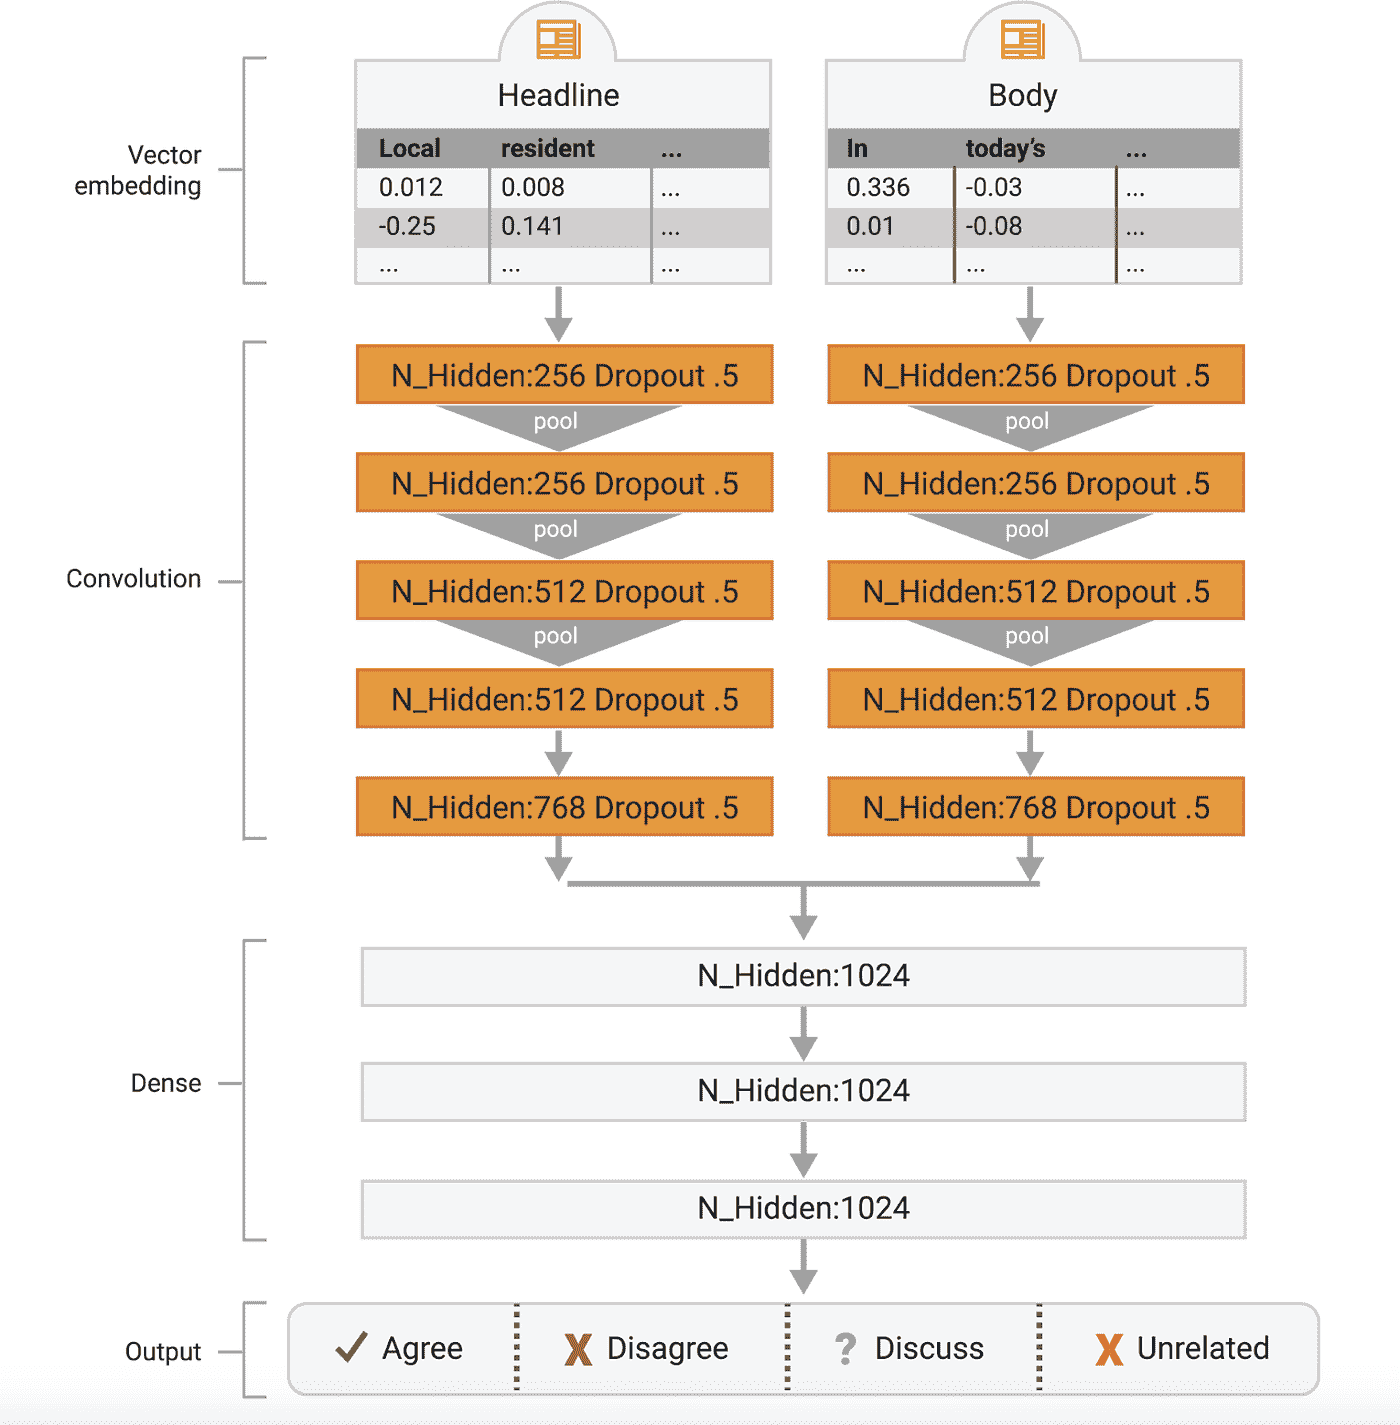 Headline
Body
Vector
embedding
Local resident ...
0.012 0.008 ...
-0.25 0.141 ...
... ... ...
In today's ...
0.336 -0.03 ...
0.01 -0.08 ...
... ... ...
Convolution
N_Hidden:256 Dropout .5
pool
N_Hidden:256 Dropout .5
pool
N_Hidden:512 Dropout .5
pool
N_Hidden:512 Dropout .5
N_Hidden:768 Dropout .5
N_Hidden:256 Dropout .5
pool
N_Hidden:256 Dropout .5
pool
N_Hidden:512 Dropout .5
pool
N_Hidden:512 Dropout .5
N_Hidden:768 Dropout .5
Dense
N_Hidden:1024
N_Hidden:1024
N_Hidden:1024
Output
✓ Agree
X Disagree
? Discuss
X Unrelated